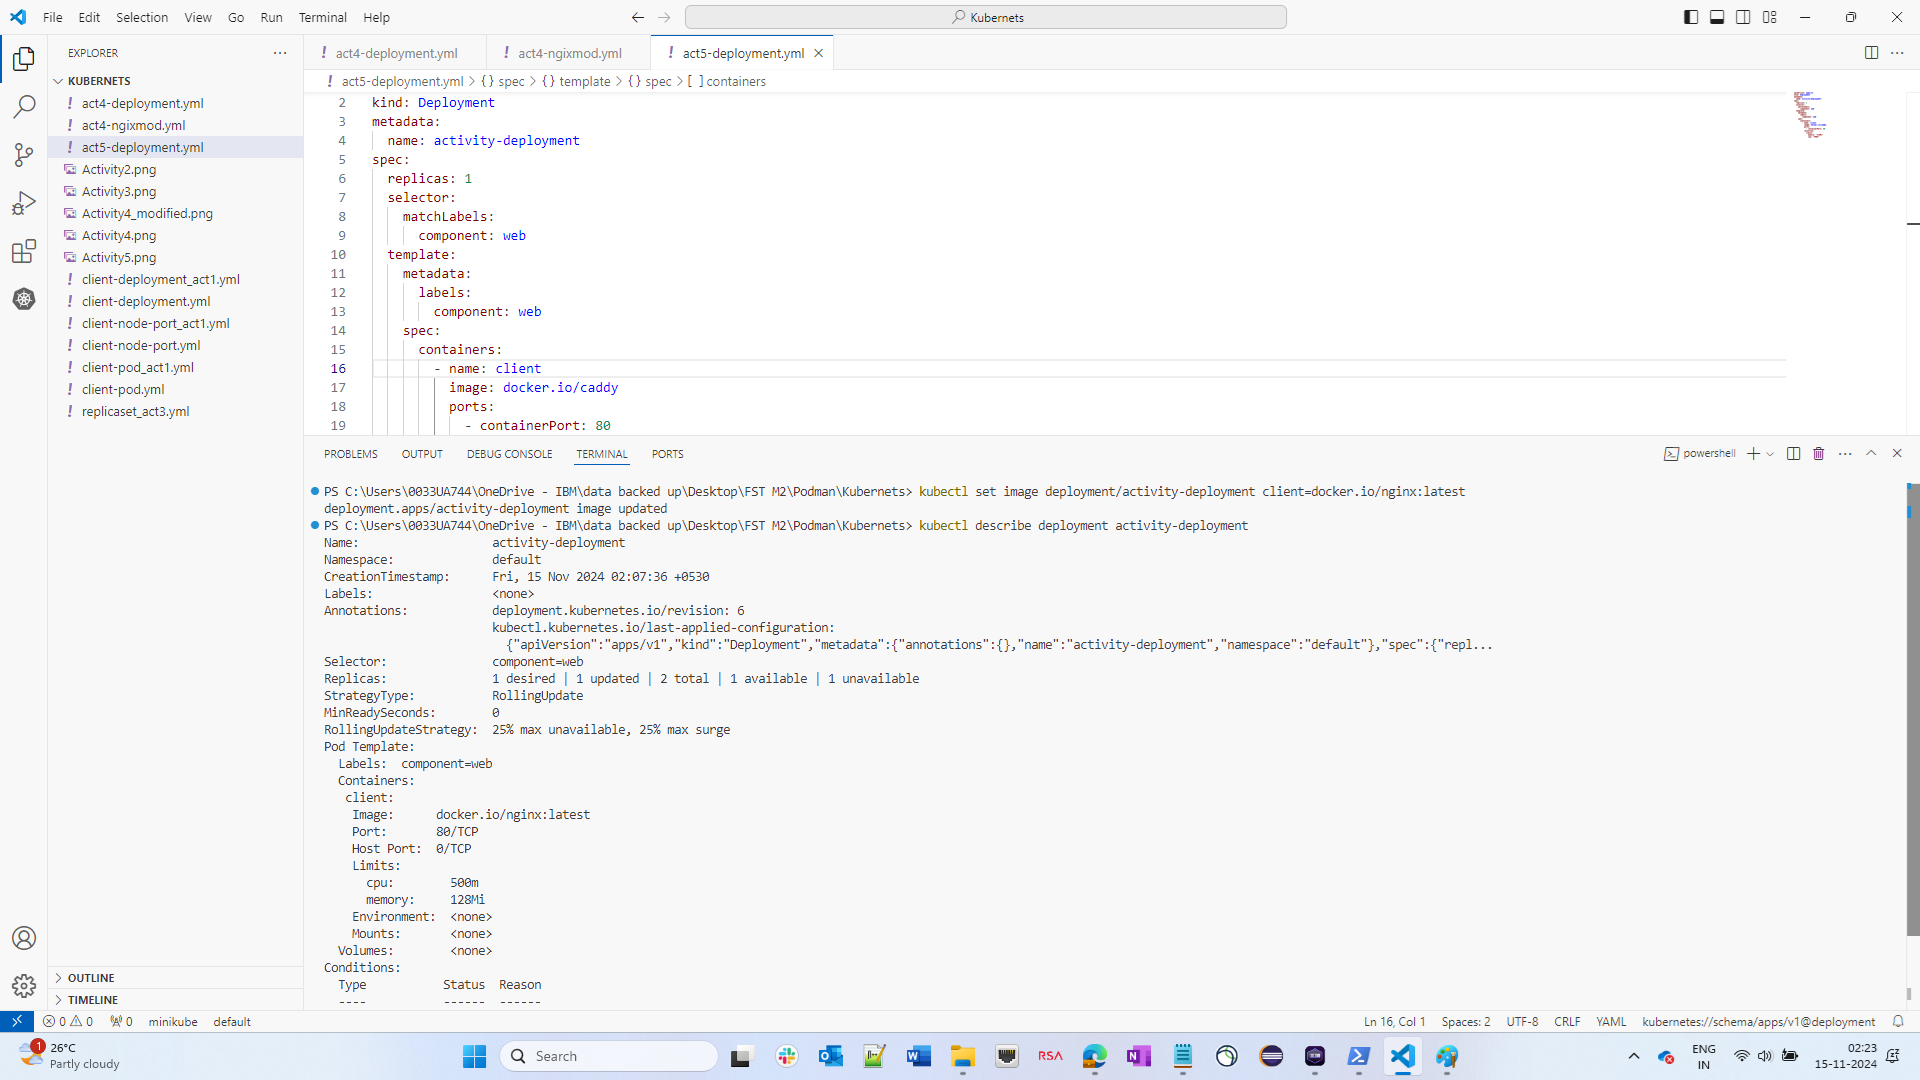 File Edit Selection View Go Run Terminal Help
Kubernets
EXPLORER
act4-deployment.yml
act4-ngixmod.yml
act5-deployment.yml
KUBERNETS
act5-deployment.yml > {} spec > {} template > {} spec > [ ] containers
act4-deployment.yml
act4-ngixmod.yml
act5-deployment.yml
Activity2.png
Activity3.png
Activity4_modified.png
Activity4.png
Activity5.png
client-deployment_act1.yml
client-deployment.yml
client-node-port_act1.yml
client-node-port.yml
client-pod_act1.yml
client-pod.yml
replicaset_act3.yml
OUTLINE
TIMELINE
2 kind: Deployment
3 metadata:
4 name: activity-deployment
5 spec:
6 replicas: 1
7 selector:
8 matchLabels:
9 component: web
10 template:
11 metadata:
12 labels:
13 component: web
14 spec:
15 containers:
16 - name: client
17 image: docker.io/caddy
18 ports:
19 - containerPort: 80
PROBLEMS OUTPUT DEBUG CONSOLE TERMINAL PORTS
powershell
PS C:\Users\0033UA744\OneDrive - IBM\data backed up\Desktop\FST M2\Podman\Kubernets> kubectl set image deployment/activity-deployment client=docker.io/nginx:latest
deployment.apps/activity-deployment image updated
PS C:\Users\0033UA744\OneDrive - IBM\data backed up\Desktop\FST M2\Podman\Kubernets> kubectl describe deployment activity-deployment
Name: activity-deployment
Namespace: default
CreationTimestamp: Fri, 15 Nov 2024 02:07:36 +0530
Labels: <none>
Annotations: deployment.kubernetes.io/revision: 6
kubectl.kubernetes.io/last-applied-configuration:
{"apiVersion":"apps/v1","kind":"Deployment","metadata":{"annotations":{},"name":"activity-deployment","namespace":"default"},"spec":{"repl...
Selector: component=web
Replicas: 1 desired | 1 updated | 2 total | 1 available | 1 unavailable
StrategyType: RollingUpdate
MinReadySeconds: 0
RollingUpdateStrategy: 25% max unavailable, 25% max surge
Pod Template:
Labels: component=web
Containers:
client:
Image: docker.io/nginx:latest
Port: 80/TCP
Host Port: 0/TCP
Limits:
cpu: 500m
memory: 128Mi
Environment: <none>
Mounts: <none>
Volumes: <none>
Conditions:
Type Status Reason
---- ------ ------
0 0 0 minikube default
Ln 16, Col 1 Spaces: 2 UTF-8 CRLF YAML kubernetes://schema/apps/v1@deployment
1
26°C
Partly cloudy
Search
RSA
ENG
IN
02:23
15-11-2024